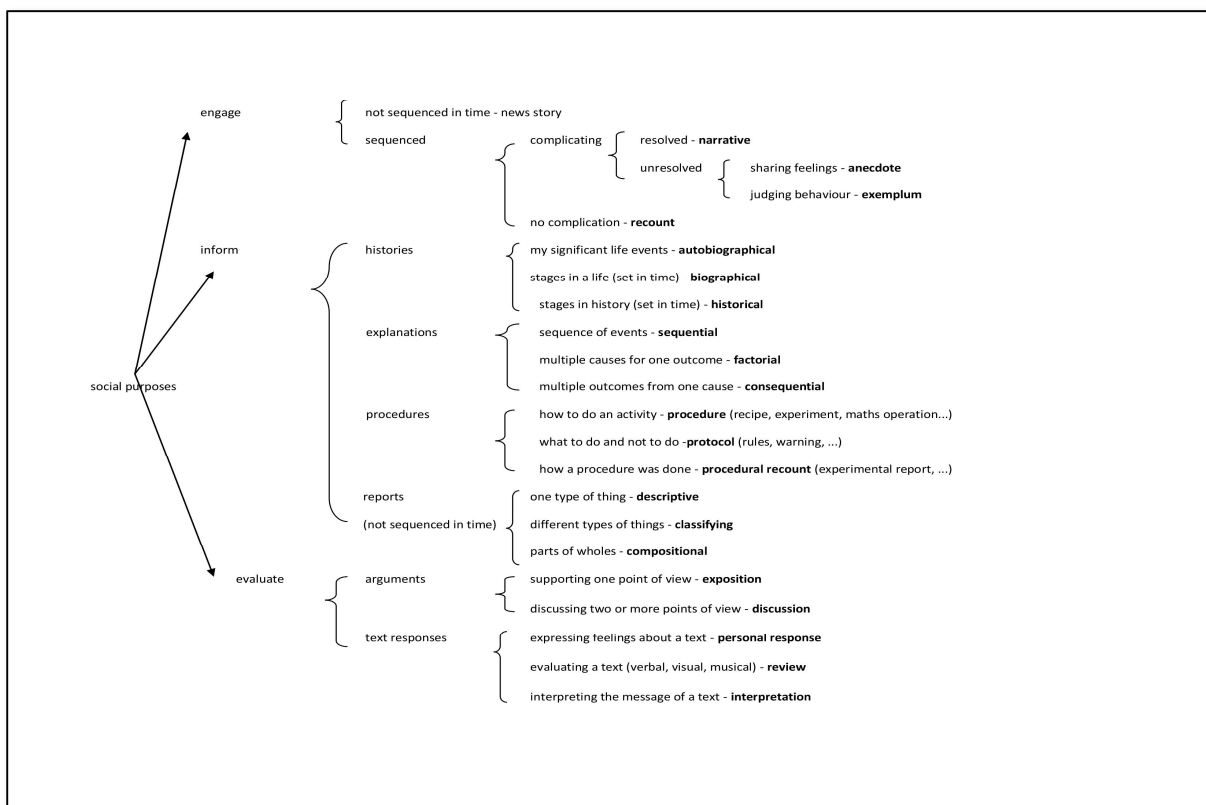 engage
not sequenced in time - news story
sequenced
complicating
resolved - narrative
unresolved
sharing feelings - anecdote
judging behaviour - exemplum
no complication - recount
inform
histories
my significant life events - autobiographical
stages in a life (set in time) biographical
stages in history (set in time) - historical
explanations
sequence of events - sequential
multiple causes for one outcome - factorial
social purposes
multiple outcomes from one cause - consequential
procedures
how to do an activity - procedure (recipe, experiment, maths operation...)
what to do and not to do -protocol (rules, warning, ...)
how a procedure was done - procedural recount (experimental report, ...)
reports
one type of thing - descriptive
(not sequenced in time)
different types of things - classifying
parts of wholes - compositional
evaluate
arguments
supporting one point of view - exposition
discussing two or more points of view - discussion
text responses
expressing feelings about a text - personal response
evaluating a text (verbal, visual, musical) - review
interpreting the message of a text - interpretation